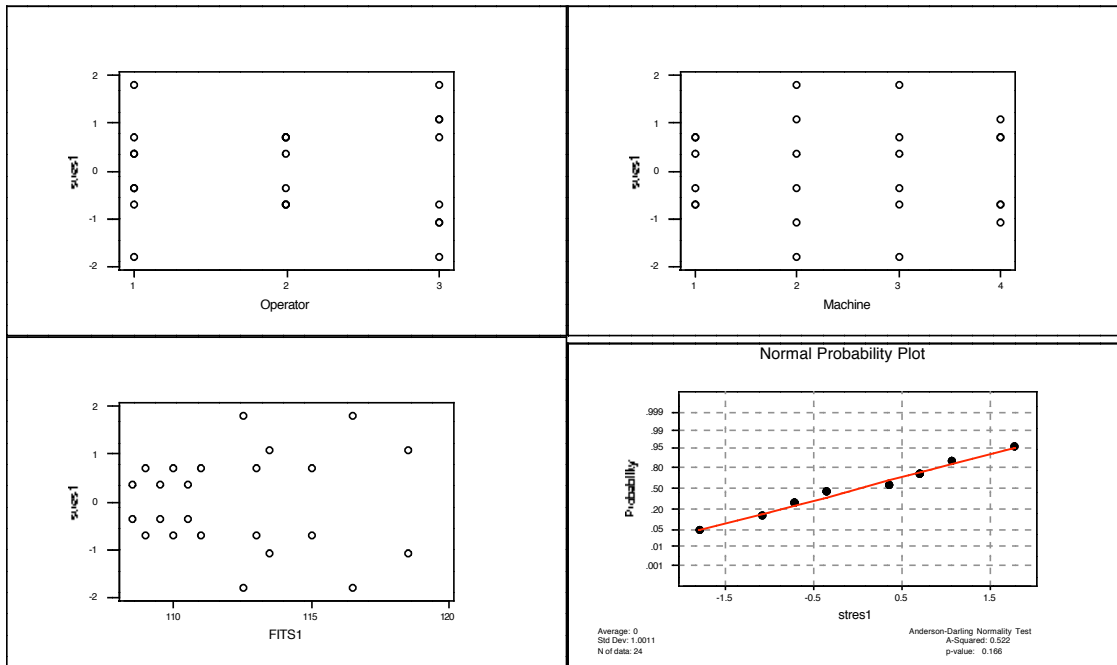 2
1
0
-1
-2
1 2 3
Operator
2
1
0
-1
-2
1 2 3 4
Machine
2
1
0
-1
-2
110 115 120
FITS1
Normal Probability Plot
Probability
.999
.99
.95
.80
.50
.20
.05
.01
.001
-1.5 -0.5 0.5 1.5
stres1
Average: 0
Std Dev: 1.0011
N of data: 24
Anderson-Darling Normality Test
A-Squared: 0.522
p-value: 0.166